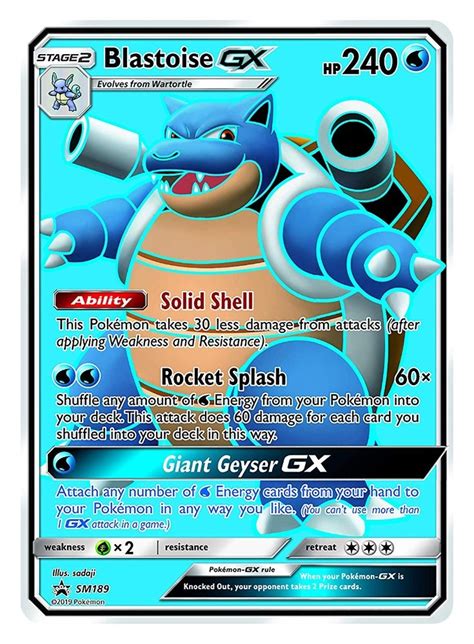 STAGE2 Blastoise GX HP240
Evolves from Wartortle
Ability Solid Shell
This Pokémon takes 30 less damage from attacks (after
applying Weakness and Resistance).
Rocket Splash 60×
Shuffle any amount of Energy from your Pokémon into
your deck. This attack does 60 damage for each card you
shuffled into your deck in this way.
Giant Geyser GX
Attach any number of Energy cards from your hand to
your Pokémon in any way you like. (You can't use more than
1 GX attack in a game.)
weakness ×2 resistance retreat
Illus. sadaji
Pokémon-GX rule
When your Pokémon-GX is
Knocked Out, your opponent takes 2 Prize cards.
PROMO SM189
©2019 Pokémon